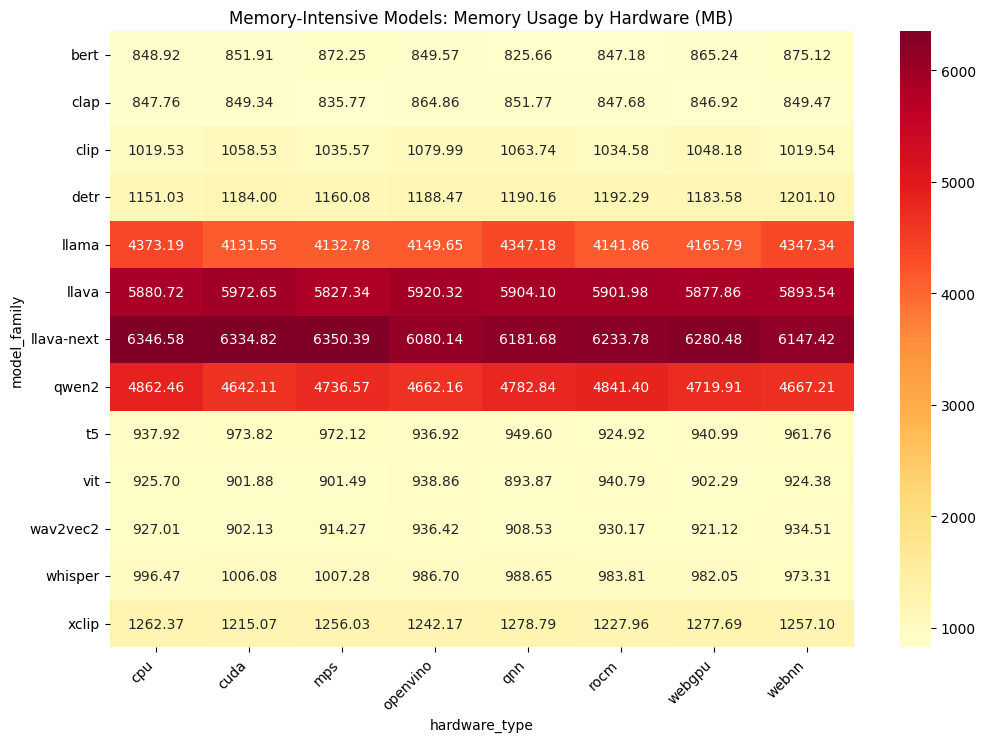 Memory-Intensive Models: Memory Usage by Hardware (MB)
model_family
bert 848.92 851.91 872.25 849.57 825.66 847.18 865.24 875.12
clap 847.76 849.34 835.77 864.86 851.77 847.68 846.92 849.47
clip 1019.53 1058.53 1035.57 1079.99 1063.74 1034.58 1048.18 1019.54
detr 1151.03 1184.00 1160.08 1188.47 1190.16 1192.29 1183.58 1201.10
llama 4373.19 4131.55 4132.78 4149.65 4347.18 4141.86 4165.79 4347.34
llava 5880.72 5972.65 5827.34 5920.32 5904.10 5901.98 5877.86 5893.54
llava-next 6346.58 6334.82 6350.39 6080.14 6181.68 6233.78 6280.48 6147.42
qwen2 4862.46 4642.11 4736.57 4662.16 4782.84 4841.40 4719.91 4667.21
t5 937.92 973.82 972.12 936.92 949.60 924.92 940.99 961.76
vit 925.70 901.88 901.49 938.86 893.87 940.79 902.29 924.38
wav2vec2 927.01 902.13 914.27 936.42 908.53 930.17 921.12 934.51
whisper 996.47 1006.08 1007.28 986.70 988.65 983.81 982.05 973.31
xclip 1262.37 1215.07 1256.03 1242.17 1278.79 1227.96 1277.69 1257.10
cpu cuda mps openvino qnn rocm webgpu webnn
hardware_type
6000
5000
4000
3000
2000
1000